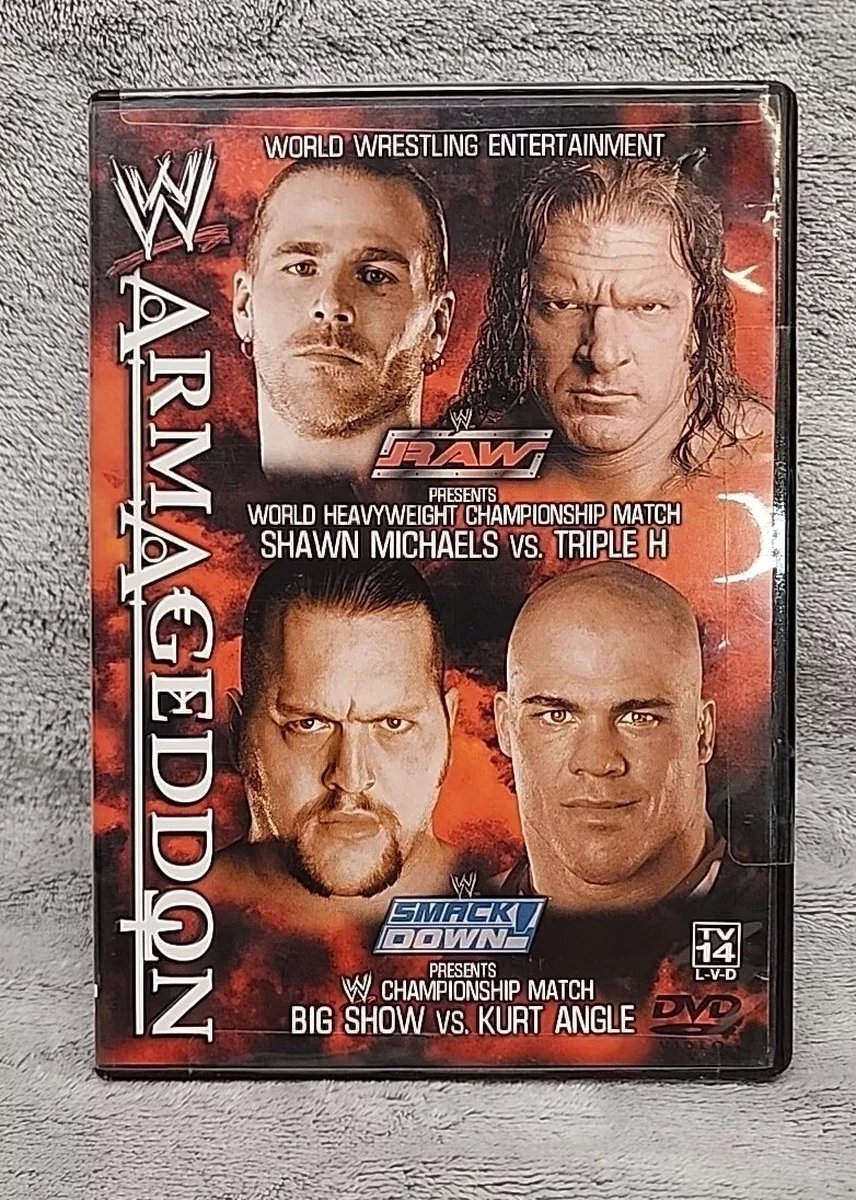 WORLD WRESTLING ENTERTAINMENT
W
ARMAGEDDON
W
RAW
PRESENTS
WORLD HEAVYWEIGHT CHAMPIONSHIP MATCH
SHAWN MICHAELS VS. TRIPLE H
W
SMACK
DOWN!
PRESENTS
W CHAMPIONSHIP MATCH
BIG SHOW VS. KURT ANGLE
TV
14
L-V-D
DVD
VIDEO